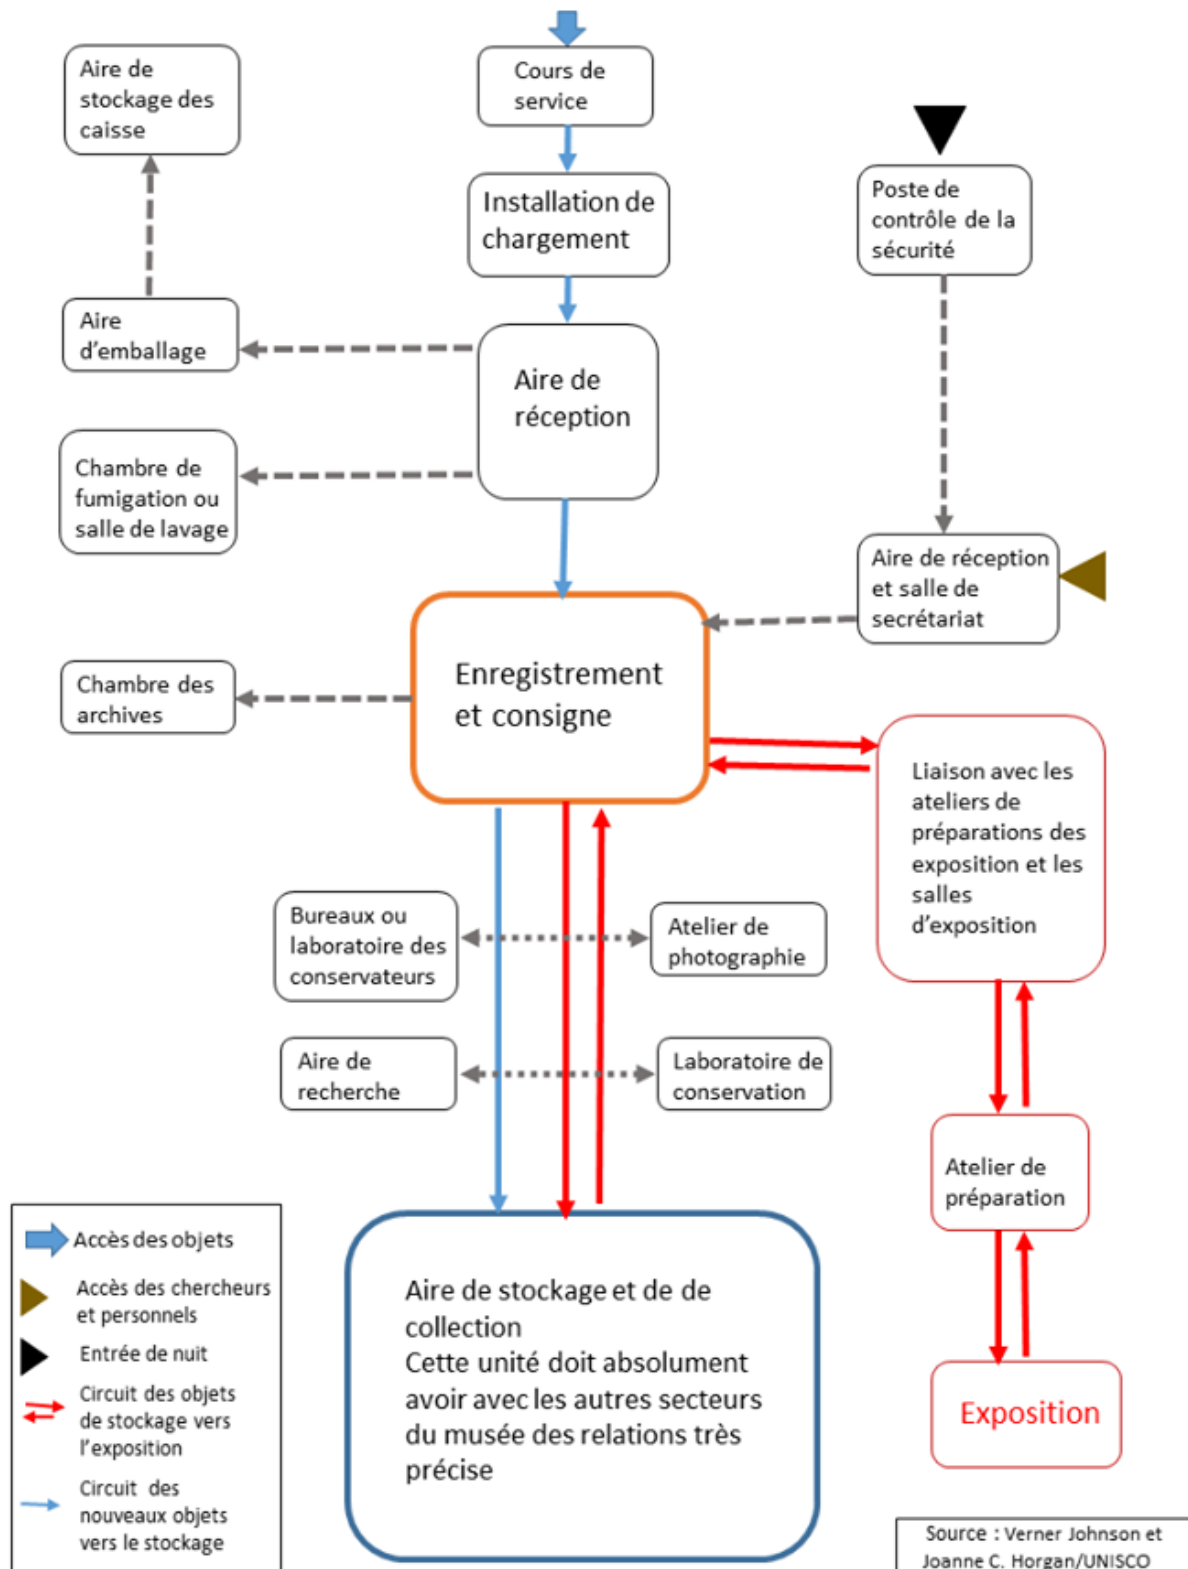 Aire de
stockage des
caisse
Cours de
service
Installation de
chargement
Poste de
contrôle de la
sécurité
Aire
d'emballage
Aire de
réception
Chambre de
fumigation ou
salle de lavage
Aire de réception
et salle de
secrétariat
Enregistrement
et consigne
Chambre des
archives
Liaison avec les
ateliers de
préparations des
exposition et les
salles
d'exposition
Bureaux ou
laboratoire des
conservateurs
Atelier de
photographie
Aire de
recherche
Laboratoire de
conservation
Atelier de
préparation
Aire de stockage et de de
collection
Cette unité doit absolument
avoir avec les autres secteurs
du musée des relations très
précise
Exposition
Accès des objets
Accès des chercheurs
et personnels
Entrée de nuit
Circuit des objets
de stockage vers
l'exposition
Circuit des
nouveaux objets
vers le stockage
Source : Verner Johnson et
Joanne C. Horgan/UNISCO